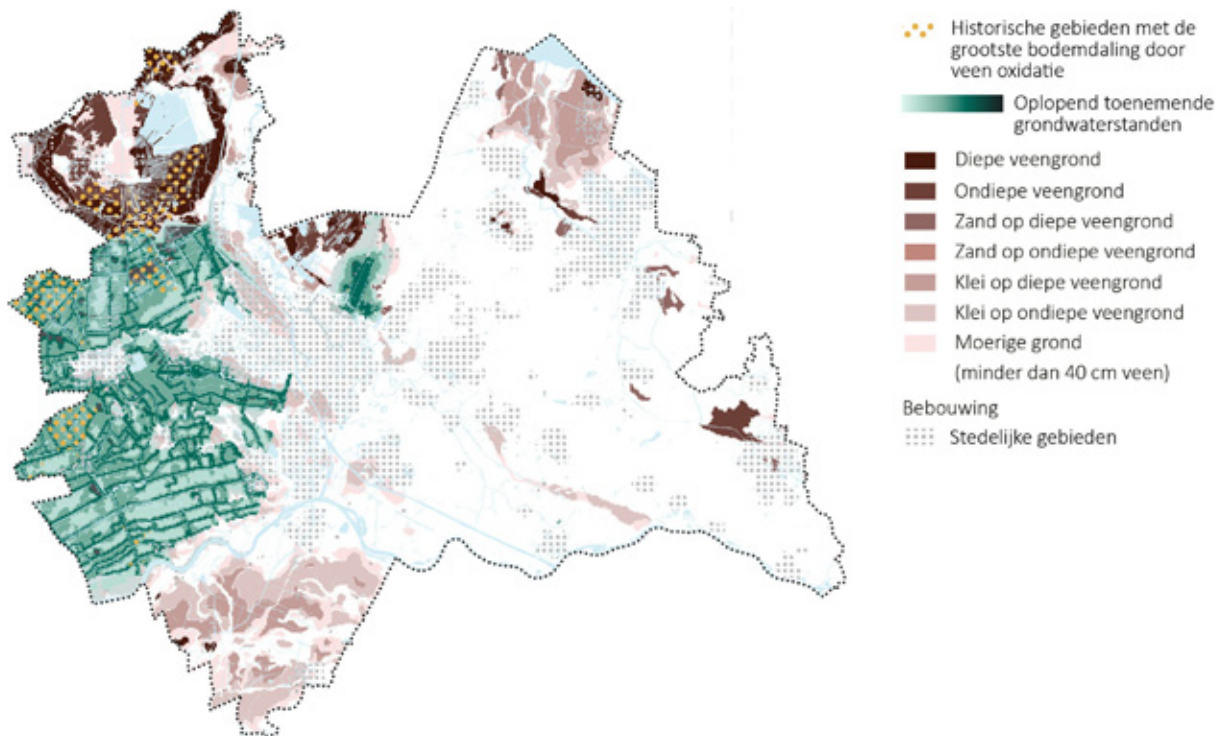 Historische gebieden met de
grootste bodemdaling door
veen oxidatie
Oplopend toenemende
grondwaterstanden
Diepe veengrond
Ondiepe veengrond
Zand op diepe veengrond
Zand op ondiepe veengrond
Klei op diepe veengrond
Klei op ondiepe veengrond
Moerige grond
(minder dan 40 cm veen)
Bebouwing
Stedelijke gebieden